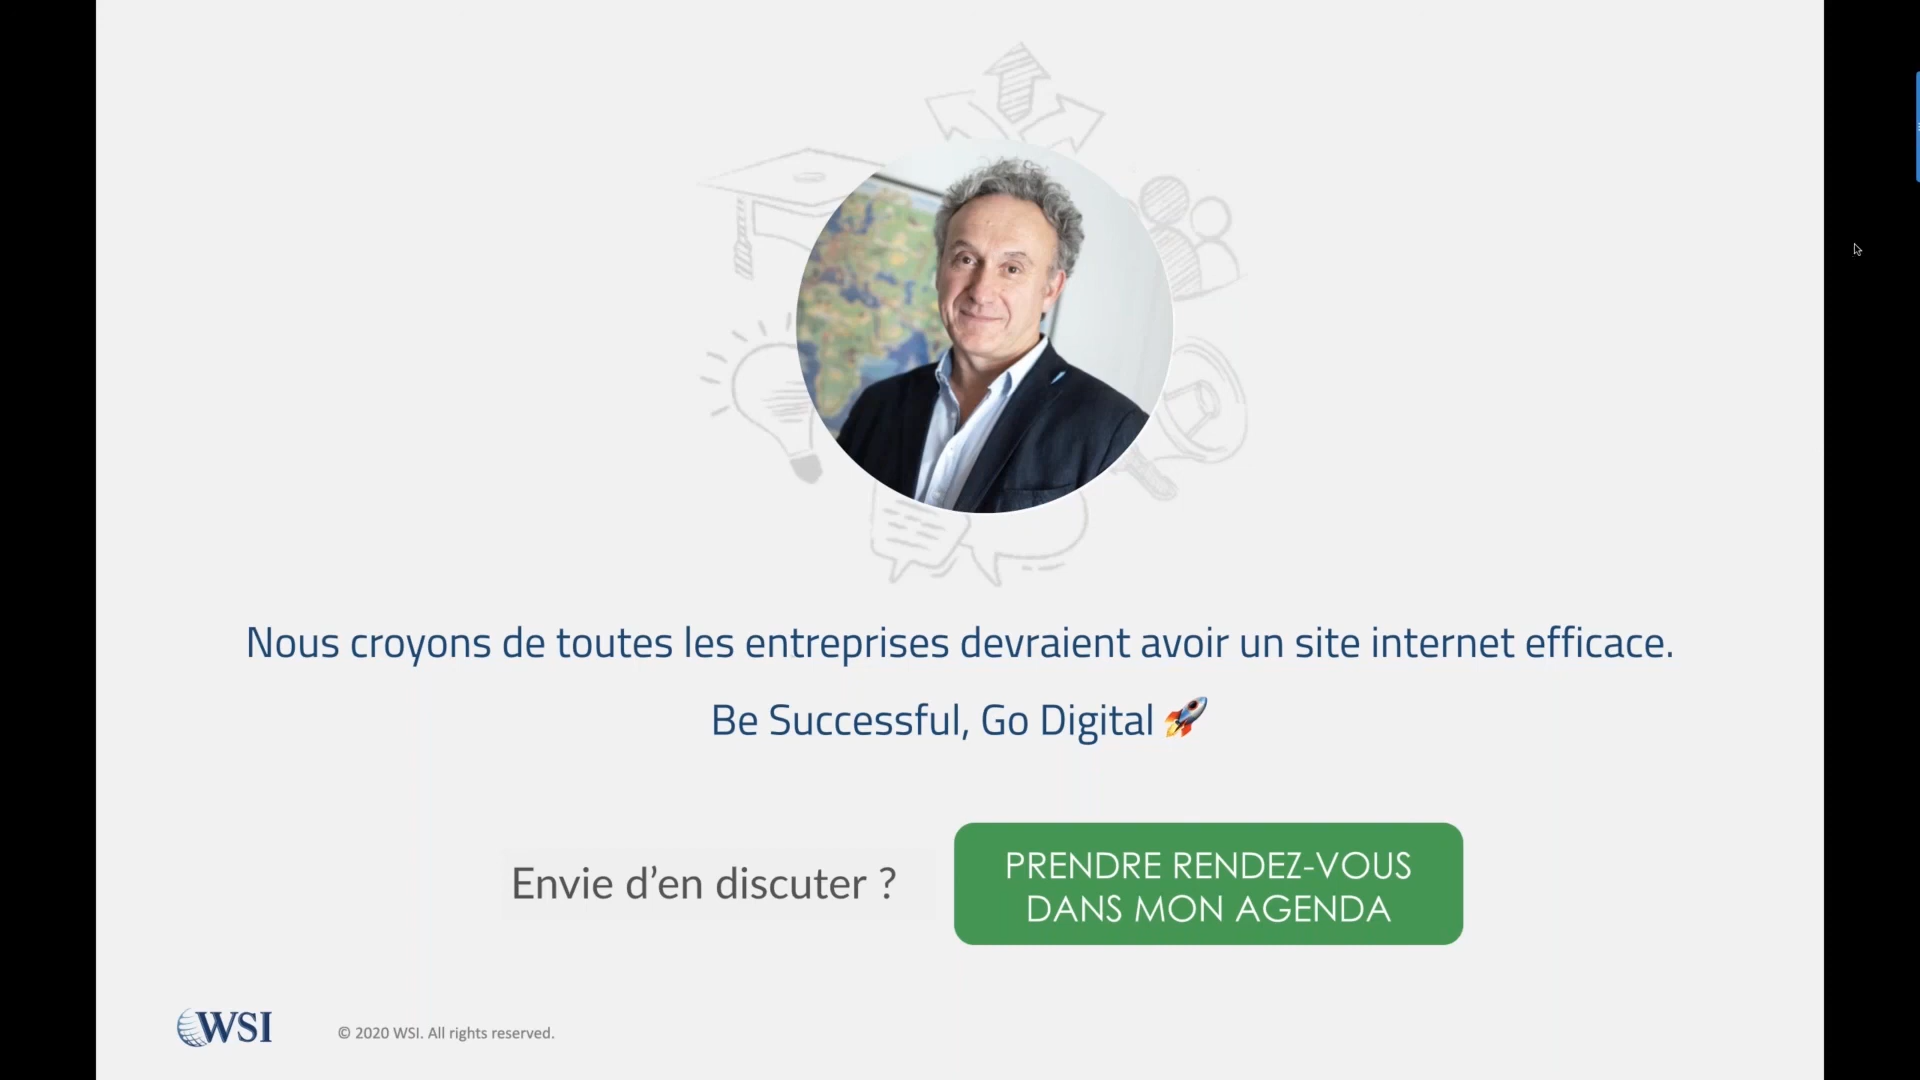 Nous croyons de toutes les entreprises devraient avoir un site internet efficace.
Be Successful, Go Digital 🚀
Envie d’en discuter ?
PRENDRE RENDEZ-VOUS
DANS MON AGENDA
WSI
© 2020 WSI. All rights reserved.